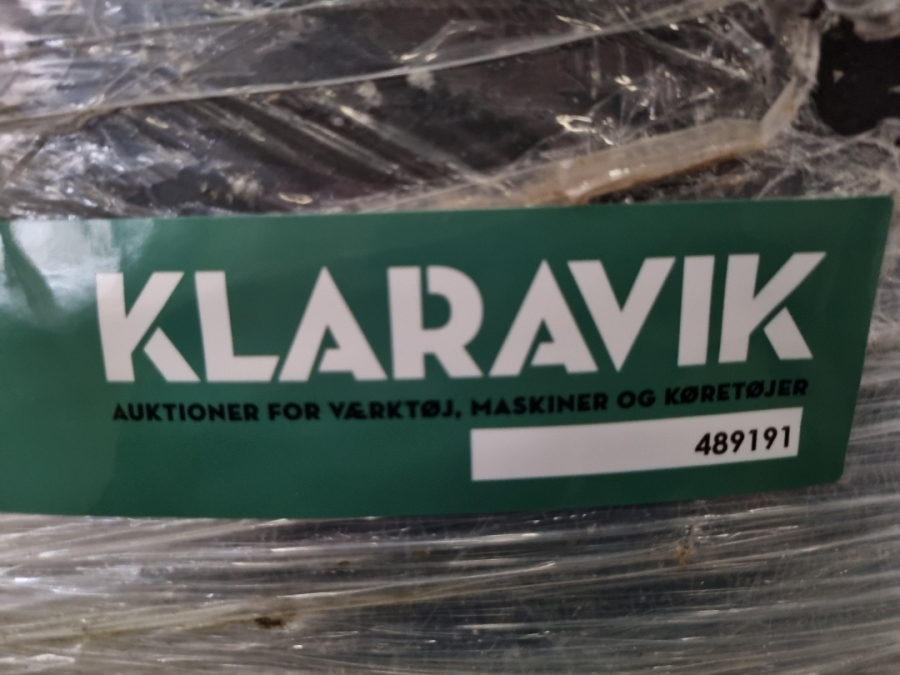 KLARAVIK
AUKTIONER FOR VÆRKTØJ, MASKINER OG KØRETØJER
489191